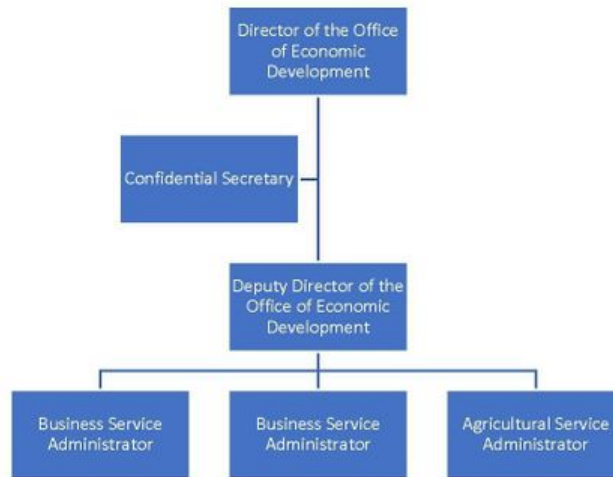 Director of the Office
of Economic
Development
Confidential Secretary
Deputy Director of the
Office of Economic
Development
Business Service
Administrator
Business Service
Administrator
Agricultural Service
Administrator